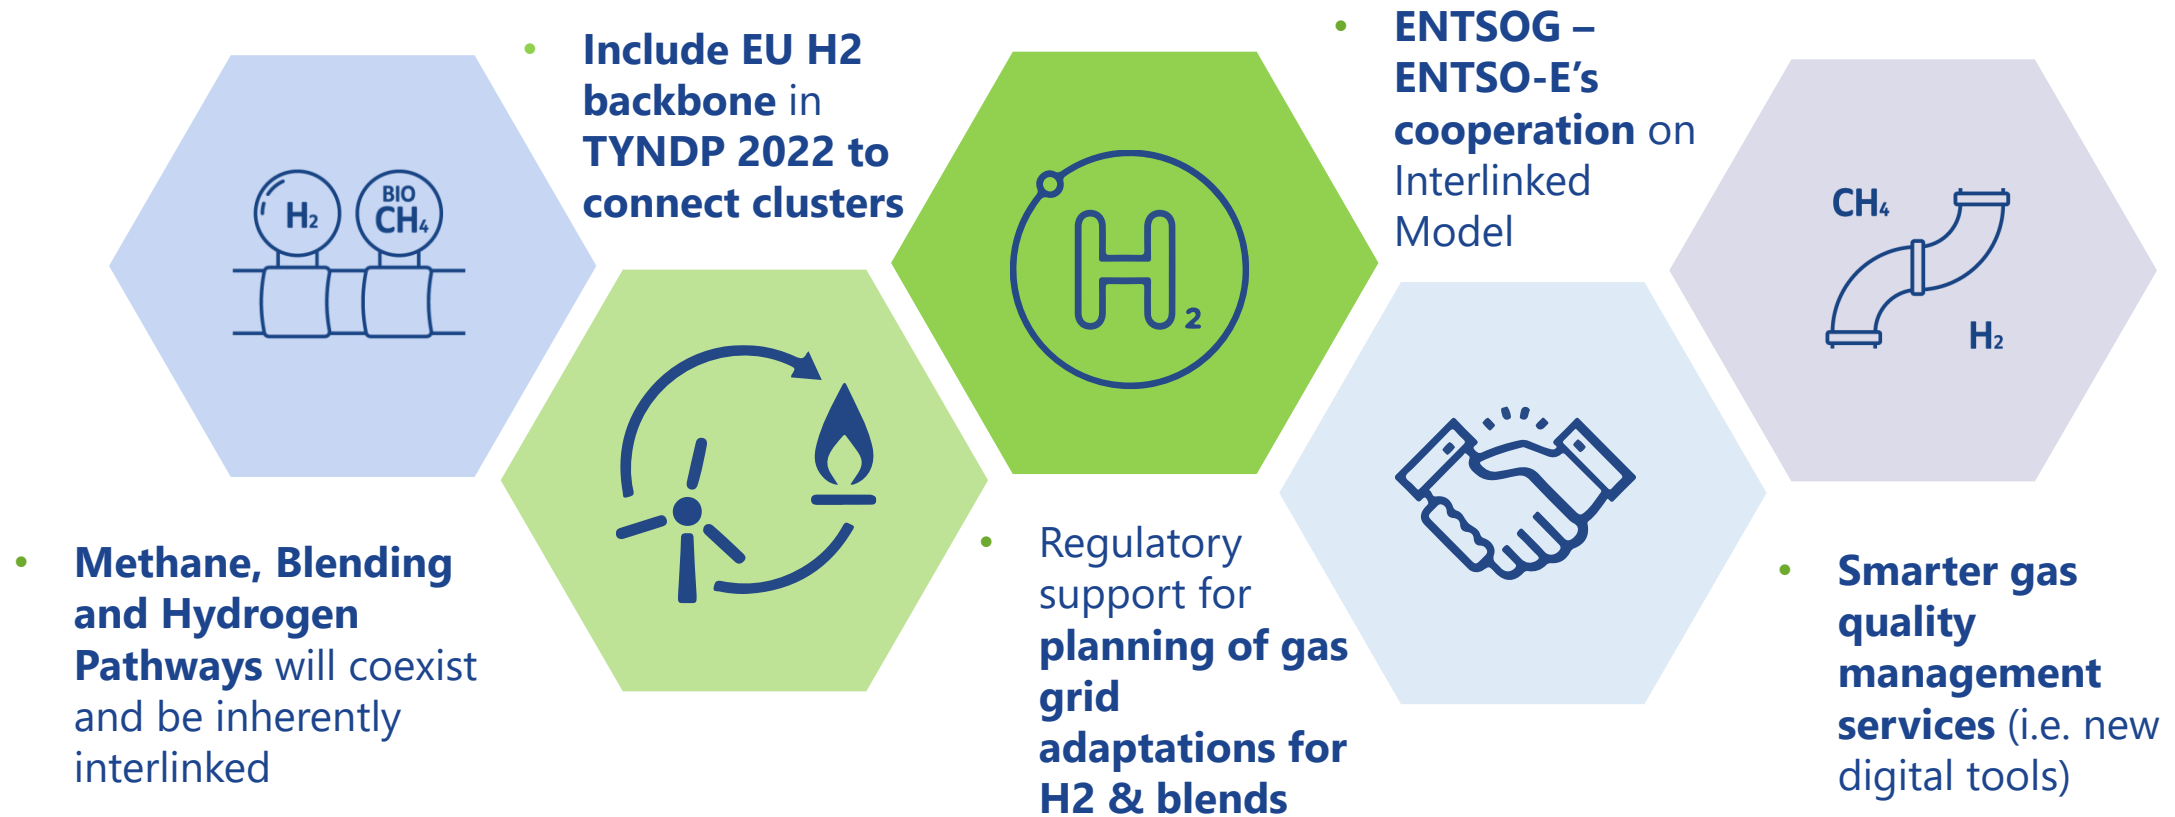 H₂
BIO
CH₄
• Methane, Blending
and Hydrogen
Pathways will coexist
and be inherently
interlinked
• Include EU H2
backbone in
TYNDP 2022 to
connect clusters
H₂
• Regulatory
support for
planning of gas
grid
adaptations for
H2 & blends
• ENTSOG –
ENTSO-E’s
cooperation on
Interlinked
Model
CH₄
H₂
• Smarter gas
quality
management
services (i.e. new
digital tools)